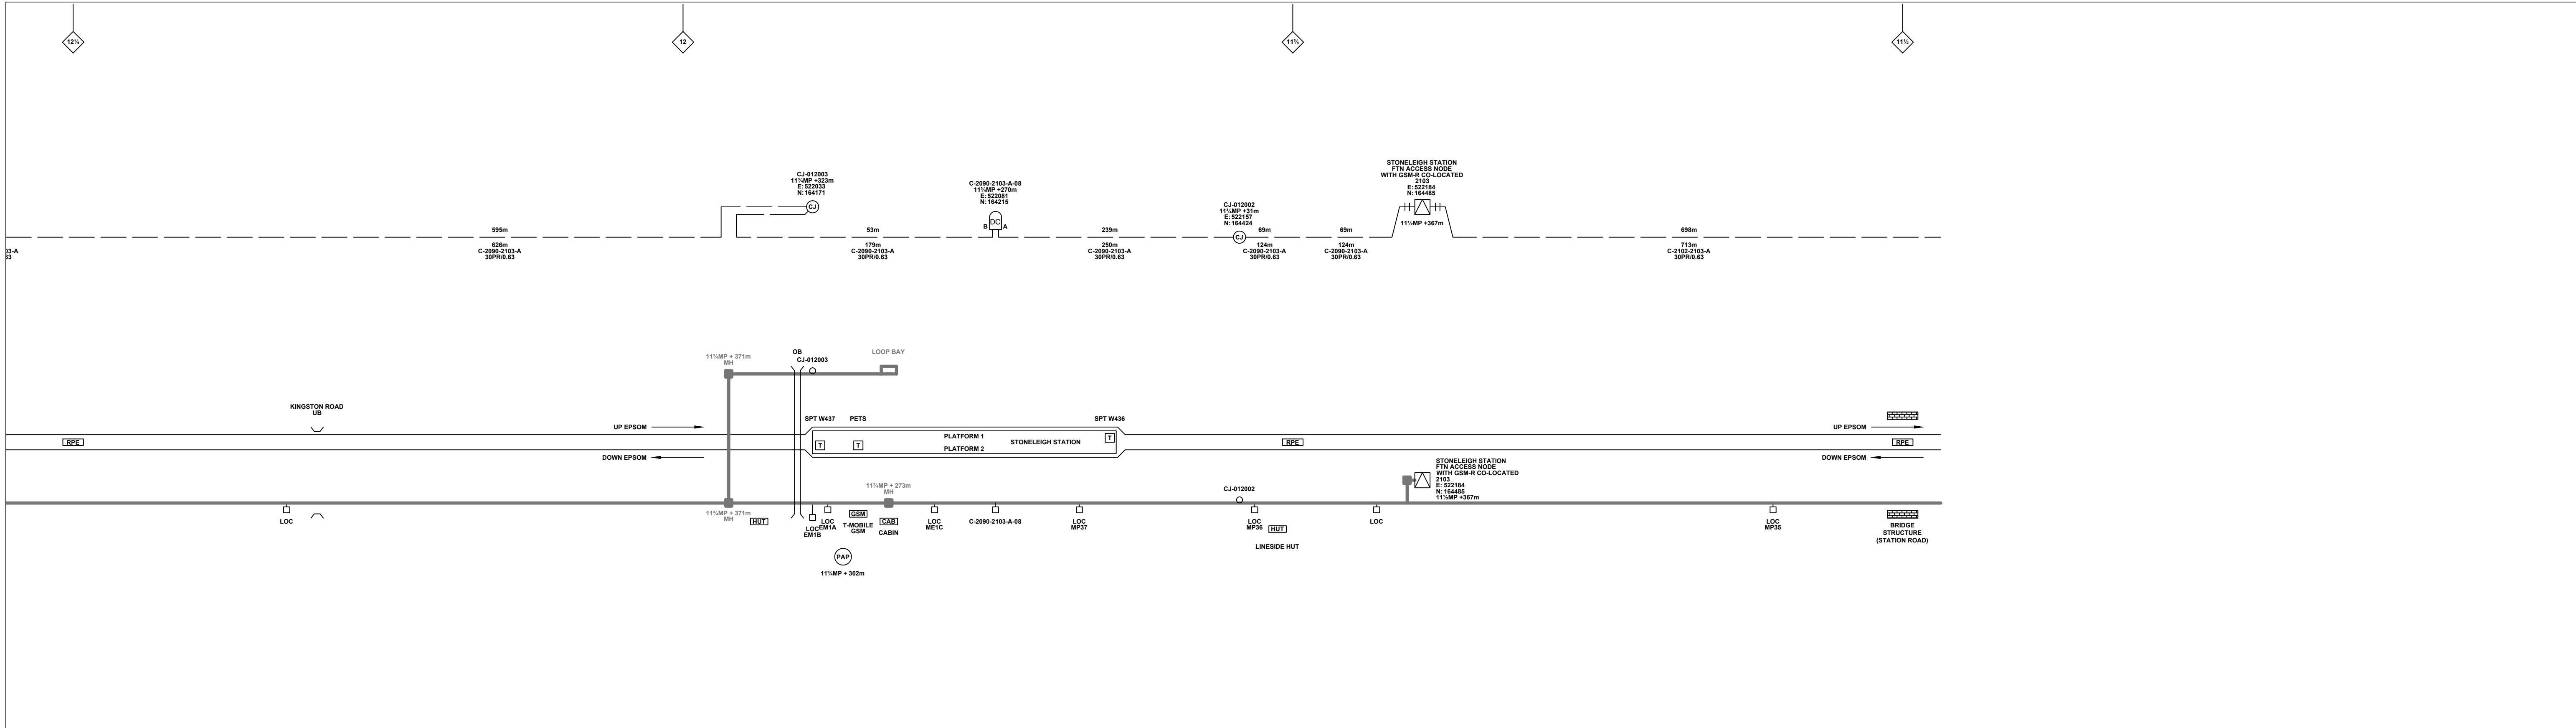 12¼
12
11¾
11½
STONELEIGH STATION
FTN ACCESS NODE
WITH GSM-R CO-LOCATED
2103
E: 522184
N: 164485
11½MP +367m
CJ-012003
11¾MP +323m
E: 522033
N: 164171
CJ
C-2090-2103-A-08
11¾MP +270m
E: 522081
N: 164215
DC
B
A
CJ-012002
11¾MP +31m
E: 522157
N: 164424
CJ
03-A
63
595m
626m
C-2090-2103-A
30PR/0.63
53m
179m
C-2090-2103-A
30PR/0.63
239m
250m
C-2090-2103-A
30PR/0.63
69m
124m
C-2090-2103-A
30PR/0.63
69m
124m
C-2090-2103-A
30PR/0.63
698m
713m
C-2102-2103-A
30PR/0.63
11¾MP + 371m
MH
OB
CJ-012003
LOOP BAY
KINGSTON ROAD
UB
SPT W437
PETS
SPT W436
UP EPSOM
UP EPSOM
RPE
T
T
PLATFORM 1
STONELEIGH STATION
PLATFORM 2
T
RPE
RPE
DOWN EPSOM
DOWN EPSOM
STONELEIGH STATION
FTN ACCESS NODE
WITH GSM-R CO-LOCATED
2103
E: 522184
N: 164485
11½MP +367m
11¾MP + 273m
MH
CJ-012002
LOC
11¾MP + 371m
MH
HUT
LOC
EM1B
LOC
EM1A
GSM
T-MOBILE
GSM
CAB
CABIN
LOC
ME1C
C-2090-2103-A-08
LOC
MP37
LOC
MP36
HUT
LINESIDE HUT
LOC
LOC
MP35
BRIDGE
STRUCTURE
(STATION ROAD)
PAP
11¾MP + 302m